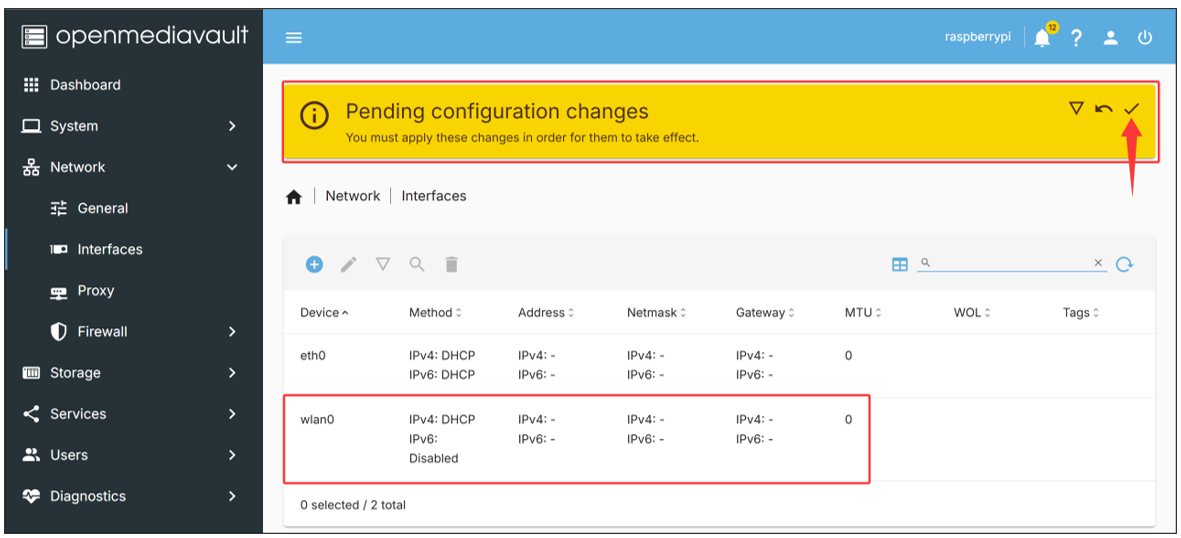 openmediavault
raspberrypi
12
?
Dashboard
System
Network
General
Interfaces
Proxy
Firewall
Storage
Services
Users
Diagnostics
Pending configuration changes
You must apply these changes in order for them to take effect.
Network | Interfaces
Device Method Address Netmask Gateway MTU WOL Tags
eth0 IPv4: DHCP IPv4: - IPv4: - IPv4: - 0
IPv6: DHCP IPv6: - IPv6: - IPv6: -
wlan0 IPv4: DHCP IPv4: - IPv4: - IPv4: - 0
IPv6: IPv6: - IPv6: - IPv6: -
Disabled
0 selected / 2 total